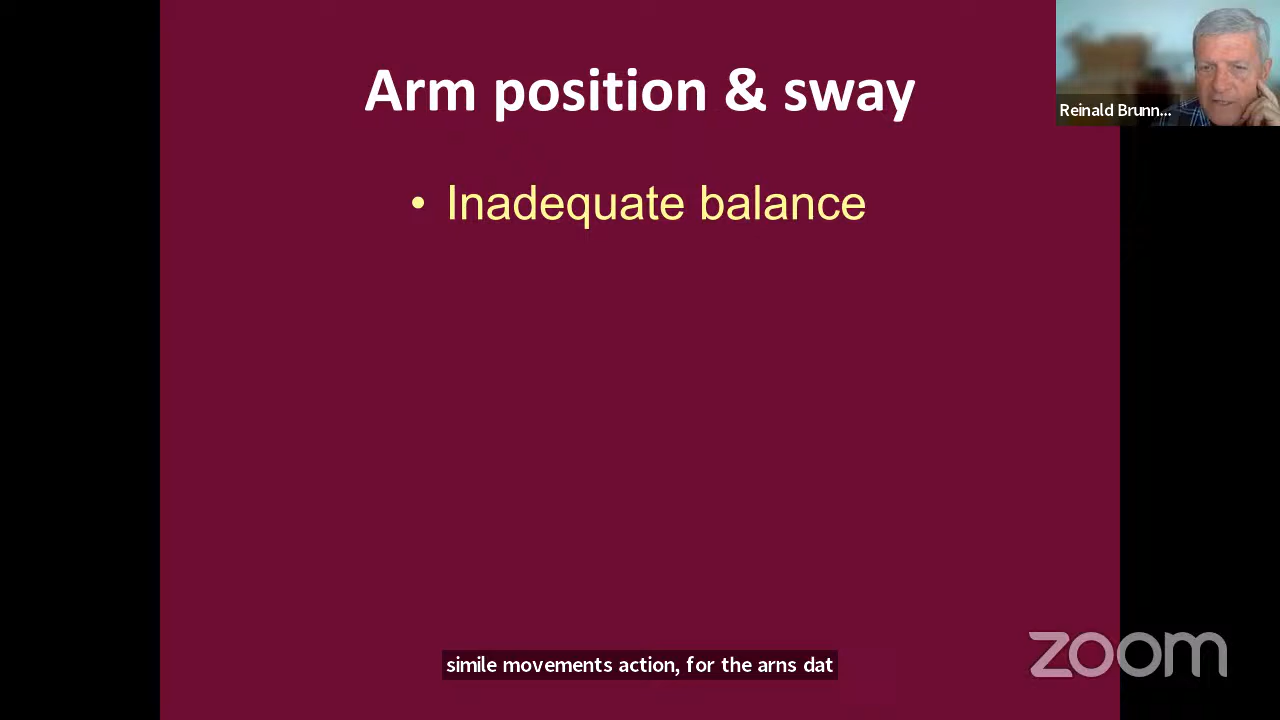 Arm position & sway
Reinald Brunn...
• Inadequate balance
simile movements action, for the arns dat
zoom